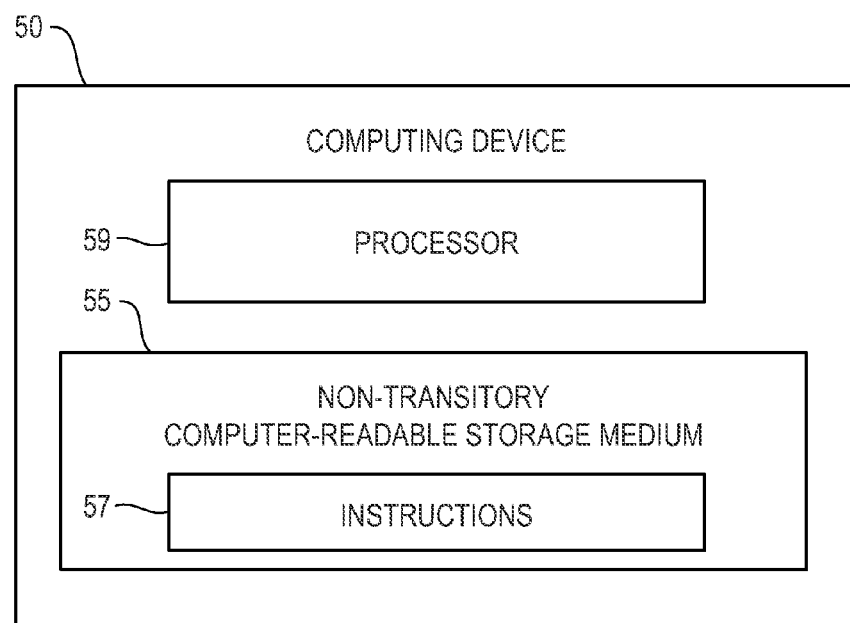 50
COMPUTING DEVICE
59
PROCESSOR
55
NON-TRANSITORY
COMPUTER-READABLE STORAGE MEDIUM
57
INSTRUCTIONS